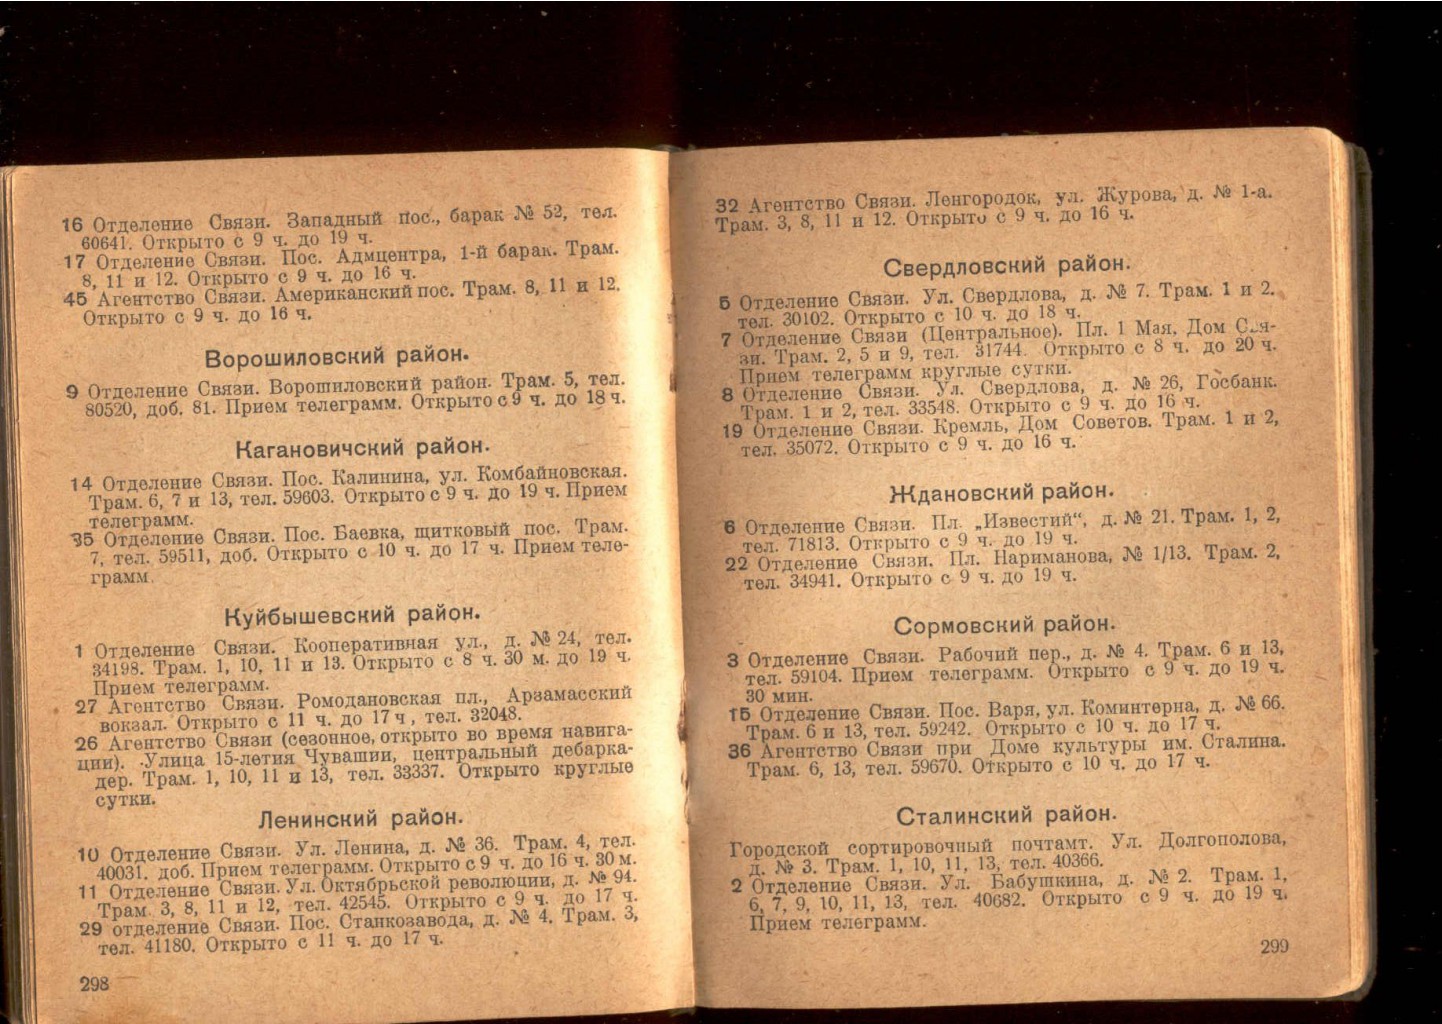 16 Отделение Связи. Западный пос., барак № 52, тел.
60641. Открыто с 9 ч. до 19 ч.
17 Отделение Связи. Пос. Адмцентра, 1-й барак. Трам.
8, 11 и 12. Открыто с 9 ч. до 16 ч.
45 Агентство Связи. Американский пос. Трам. 8, 11 и 12.
Открыто с 9 ч. до 16 ч.
Ворошиловский район.
9 Отделение Связи. Ворошиловский район. Трам. 5, тел.
80520, доб. 81. Прием телеграмм. Открыто с 9 ч. до 18 ч.
Кагановичский район.
14 Отделение Связи. Пос. Калинина, ул. Комбайновская.
Трам. 6, 7 и 13, тел. 59603. Открыто с 9 ч. до 19 ч. Прием
телеграмм.
35 Отделение Связи. Пос. Баевка, щитковый пос. Трам.
7, тел. 59511, доб. Открыто с 10 ч. до 17 ч. Прием теле-
грамм.
Куйбышевский район.
1 Отделение Связи. Кооперативная ул., д. № 24, тел.
34198. Трам. 1, 10, 11 и 13. Открыто с 8 ч. 30 м. до 19 ч.
Прием телеграмм.
27 Агентство Связи. Ромодановская пл., Арзамасский
вокзал. Открыто с 11 ч. до 17 ч, тел. 32048.
26 Агентство Связи (сезонное, открыто во время навига-
ции). Улица 15-летия Чувашии, центральный дебарка-
дер. Трам. 1, 10, 11 и 13, тел. 33337. Открыто круглые
сутки.
Ленинский район.
10 Отделение Связи. Ул. Ленина, д. № 36. Трам. 4, тел.
40031. доб. Прием телеграмм. Открыто с 9 ч. до 16 ч. 30 м.
11 Отделение Связи. Ул. Октябрьской революции, д. № 94.
Трам. 3, 8, 11 и 12, тел. 42545. Открыто с 9 ч. до 17 ч.
29 отделение Связи. Пос. Станкозавода, д. № 4. Трам. 3,
тел. 41180. Открыто с 11 ч. до 17 ч.
298
32 Агентство Связи. Ленгородок, ул. Журова, д. № 1-а.
Трам. 3, 8, 11 и 12. Открыто с 9 ч. до 16 ч.
Свердловский район.
5 Отделение Связи. Ул. Свердлова, д. № 7. Трам. 1 и 2.
тел. 30102. Открыто с 10 ч. до 18 ч.
7 Отделение Связи (Центральное). Пл. 1 Мая. Дом Свя-
зи. Трам. 2, 5 и 9, тел. 31744. Открыто с 8 ч. до 20 ч.
Прием телеграмм круглые сутки.
8 Отделение Связи. Ул. Свердлова, д. № 26, Госбанк.
Трам. 1 и 2, тел. 33548. Открыто с 9 ч. до 16 ч.
19 Отделение Связи. Кремль, Дом Советов. Трам. 1 и 2,
тел. 35072. Открыто с 9 ч. до 16 ч.
Ждановский район.
6 Отделение Связи. Пл. „Известий“, д. № 21. Трам. 1, 2,
тел. 71813. Открыто с 9 ч. до 19 ч.
22 Отделение Связи. Пл. Нариманова, № 1/13. Трам. 2,
тел. 34941. Открыто с 9 ч. до 19 ч.
Сормовский район.
3 Отделение Связи. Рабочий пер., д. № 4. Трам. 6 и 13,
тел. 59104. Прием телеграмм. Открыто с 9 ч. до 19 ч.
30 мин.
15 Отделение Связи. Пос. Варя, ул. Коминтерна, д. № 66.
Трам. 6 и 13, тел. 59242. Открыто с 10 ч. до 17 ч.
36 Агентство Связи при Доме культуры им. Сталина.
Трам. 6, 13, тел. 59670. Открыто с 10 ч. до 17 ч.
Сталинский район.
Городской сортировочный почтамт. Ул. Долгополова,
д. № 3. Трам. 1, 10, 11, 13, тел. 40366.
2 Отделение Связи. Ул. Бабушкина, д. № 2. Трам. 1,
6, 7, 9, 10, 11, 13, тел. 40682. Открыто с 9 ч. до 19 ч.
Прием телеграмм.
299